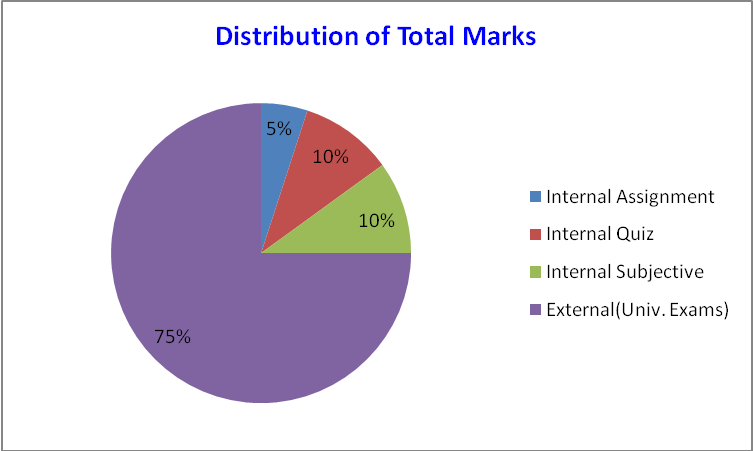 Distribution of Total Marks
5%
10%
10%
75%
Internal Assignment
Internal Quiz
Internal Subjective
External(Univ. Exams)